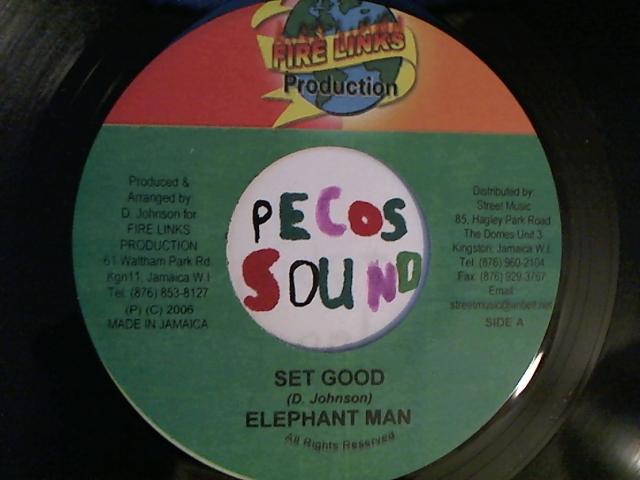 FIRE LINKS
Production
Produced &
Arranged by
D. Johnson for
FIRE LINKS
PRODUCTION
61 Waltham Park Rd.
Kgn11, Jamaica W.I.
Tel: (876) 853-8127
(P) (C) 2006
MADE IN JAMAICA
PECOS
SOUND
Distributed by:
Street Music
85, Hagley Park Road
The Domes Unit 3
Kingston, Jamaica W.I.
Tel: (876) 960-2104
Fax: (876) 929-3767
Email:
SIDE A
SET GOOD
(D. Johnson)
ELEPHANT MAN
All Rights Reserved